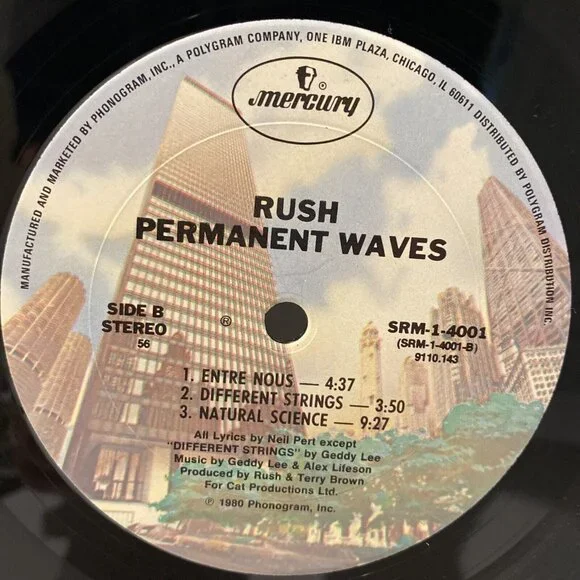 MANUFACTURED AND MARKETED BY PHONOGRAM, INC., A POLYGRAM COMPANY, ONE IBM PLAZA, CHICAGO, IL 60611 DISTRIBUTED BY POLYGRAM DISTRIBUTION INC.
®
mercury
RUSH
PERMANENT WAVES
SIDE B
STEREO
56
®
SRM-1-4001
(SRM-1-4001-B)
9110.143
1. ENTRE NOUS — 4:37
2. DIFFERENT STRINGS — 3:50
3. NATURAL SCIENCE — 9:27
All Lyrics by Neil Pert except
"DIFFERENT STRINGS" by Geddy Lee
Music by Geddy Lee & Alex Lifeson
Produced by Rush & Terry Brown
For Cat Productions Ltd.
℗ 1980 Phonogram, Inc.